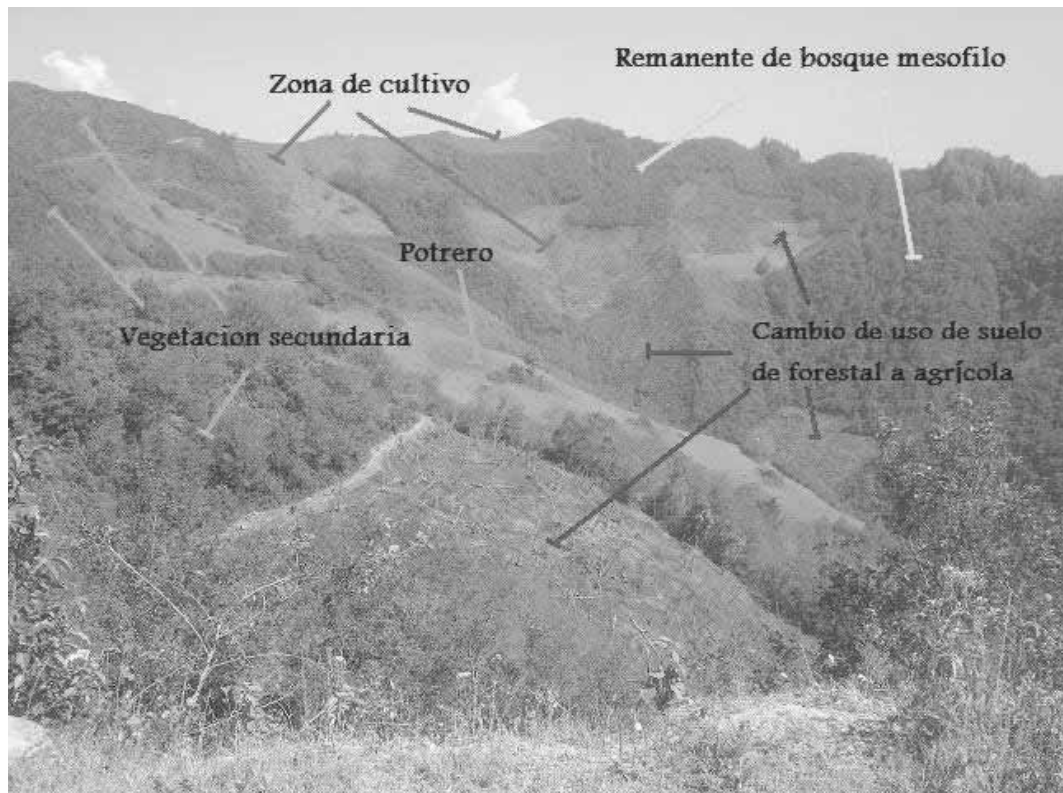 Remanente de bosque mesofilo
Zona de cultivo
Potrero
Vegetacion secundaria
Cambio de uso de suelo
de forestal a agrícola